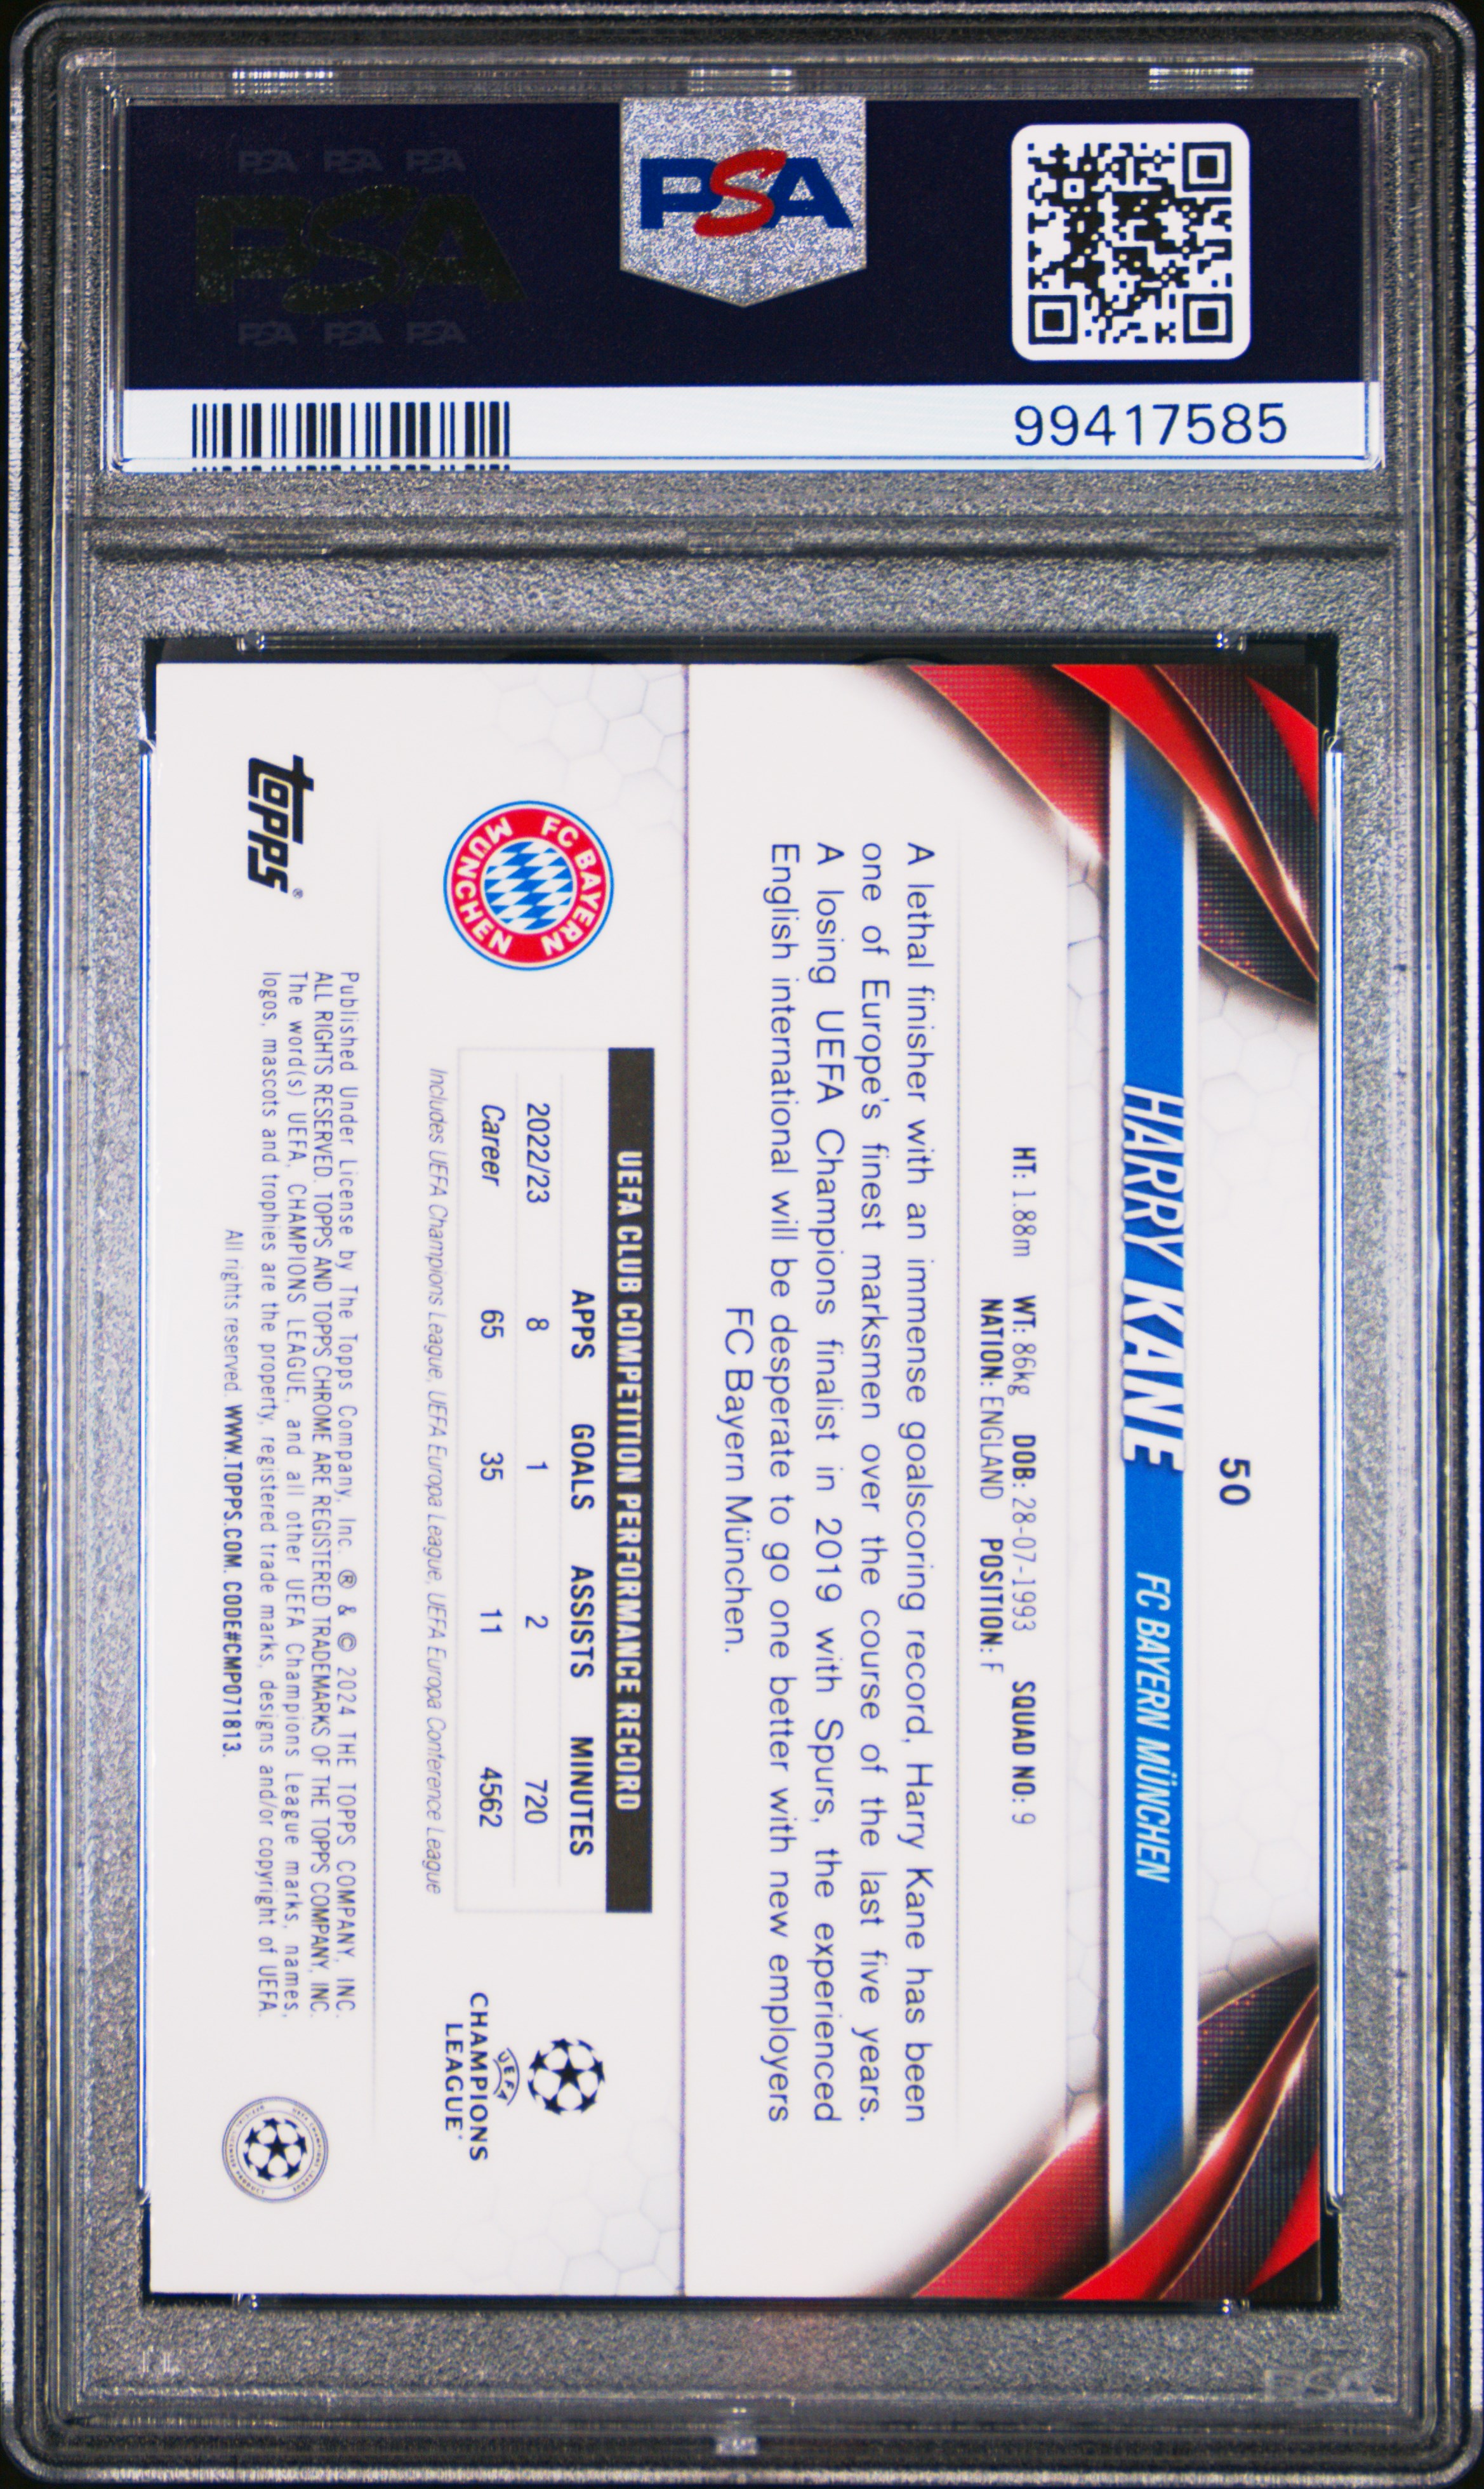 PSA PSA PSA
PSA
PSA PSA PSA
PSA
99417585
50
HARRY KANE FC BAYERN MÜNCHEN
HT: 1.88m WT: 86kg DOB: 28-07-1993 SQUAD NO: 9
NATION: ENGLAND POSITION: F
A lethal finisher with an immense goalscoring record, Harry Kane has been
one of Europe's finest marksmen over the course of the last five years.
A losing UEFA Champions finalist in 2019 with Spurs, the experienced
English international will be desperate to go one better with new employers
FC Bayern München.
FC BAYERN MÜNCHEN
UEFA CLUB COMPETITION PERFORMANCE RECORD
APPS GOALS ASSISTS MINUTES
2022/23 8 1 2 720
Career 65 35 11 4562
Includes UEFA Champions League, UEFA Europa League, UEFA Europa Conference League
UEFA
CHAMPIONS
LEAGUE®
topps®
Published Under License by The Topps Company, Inc. ® & © 2024 THE TOPPS COMPANY, INC.
ALL RIGHTS RESERVED. TOPPS AND TOPPS CHROME ARE REGISTERED TRADEMARKS OF THE TOPPS COMPANY, INC.
The word(s) UEFA, CHAMPIONS LEAGUE, and all other UEFA Champions League marks, names,
logos, mascots and trophies are the property, registered trade marks, designs and/or copyright of UEFA.
All rights reserved. WWW.TOPPS.COM. CODE#CMP071813.
PSA